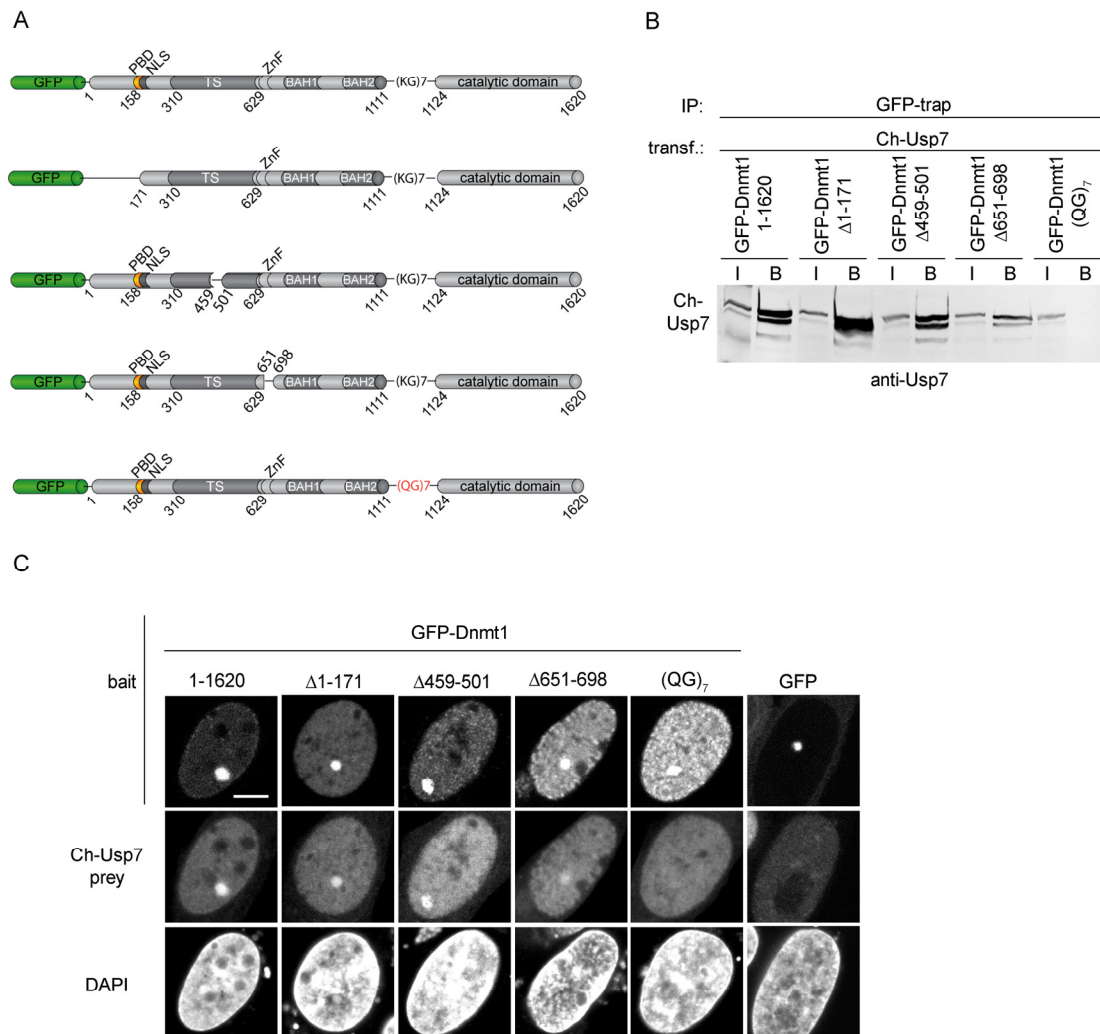 A
GFP 1 158 PBD NLS 310 TS 629 ZnF BAH1 BAH2 1111 (KG)7 1124 catalytic domain 1620
GFP 171 310 TS 629 ZnF BAH1 BAH2 1111 (KG)7 1124 catalytic domain 1620
GFP 1 158 PBD NLS 310 459 501 629 ZnF BAH1 BAH2 1111 (KG)7 1124 catalytic domain 1620
GFP 1 158 PBD NLS 310 TS 629 651 698 BAH1 BAH2 1111 (KG)7 1124 catalytic domain 1620
GFP 1 158 PBD NLS 310 TS 629 ZnF BAH1 BAH2 1111 (QG)7 1124 catalytic domain 1620
B
IP: GFP-trap
transf.: Ch-Usp7
GFP-Dnmt1
1-1620
GFP-Dnmt1
Δ1-171
GFP-Dnmt1
Δ459-501
GFP-Dnmt1
Δ651-698
GFP-Dnmt1
(QG)₇
I B I B I B I B I B
Ch-
Usp7
anti-Usp7
C
GFP-Dnmt1
bait 1-1620 Δ1-171 Δ459-501 Δ651-698 (QG)₇ GFP
Ch-Usp7
prey
DAPI